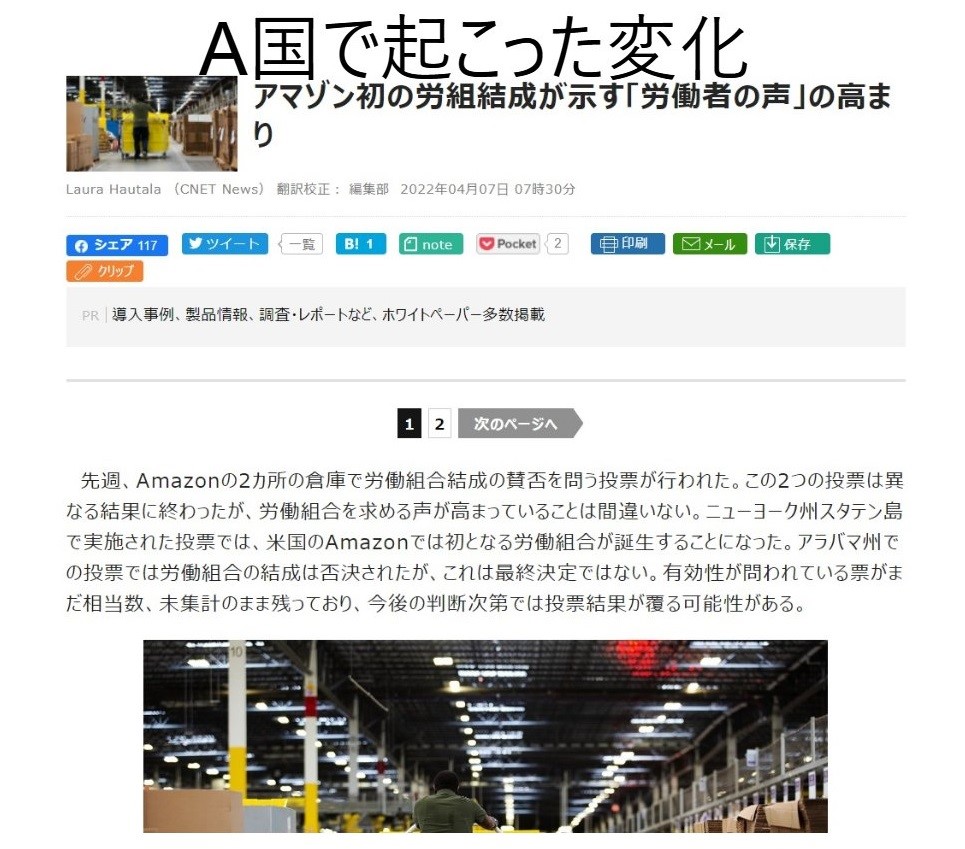 A国で起こった変化
アマゾン初の労組結成が示す「労働者の声」の高ま
り
Laura Hautala （CNET News） 翻訳校正： 編集部 2022年04月07日 07時30分
シェア 117 ツイート 一覧 B! 1 note Pocket 2 印刷 メール 保存
クリップ
PR 導入事例、製品情報、調査・レポートなど、ホワイトペーパー多数掲載
1 2 次のページへ
先週、Amazonの2カ所の倉庫で労働組合結成の賛否を問う投票が行われた。この2つの投票は異
なる結果に終わったが、労働組合を求める声が高まっていることは間違いない。ニューヨーク州スタテン島
で実施された投票では、米国のAmazonでは初となる労働組合が誕生することになった。アラバマ州で
の投票では労働組合の結成は否決されたが、これは最終決定ではない。有効性が問われている票がま
だ相当数、未集計のまま残っており、今後の判断次第では投票結果が覆る可能性がある。
10